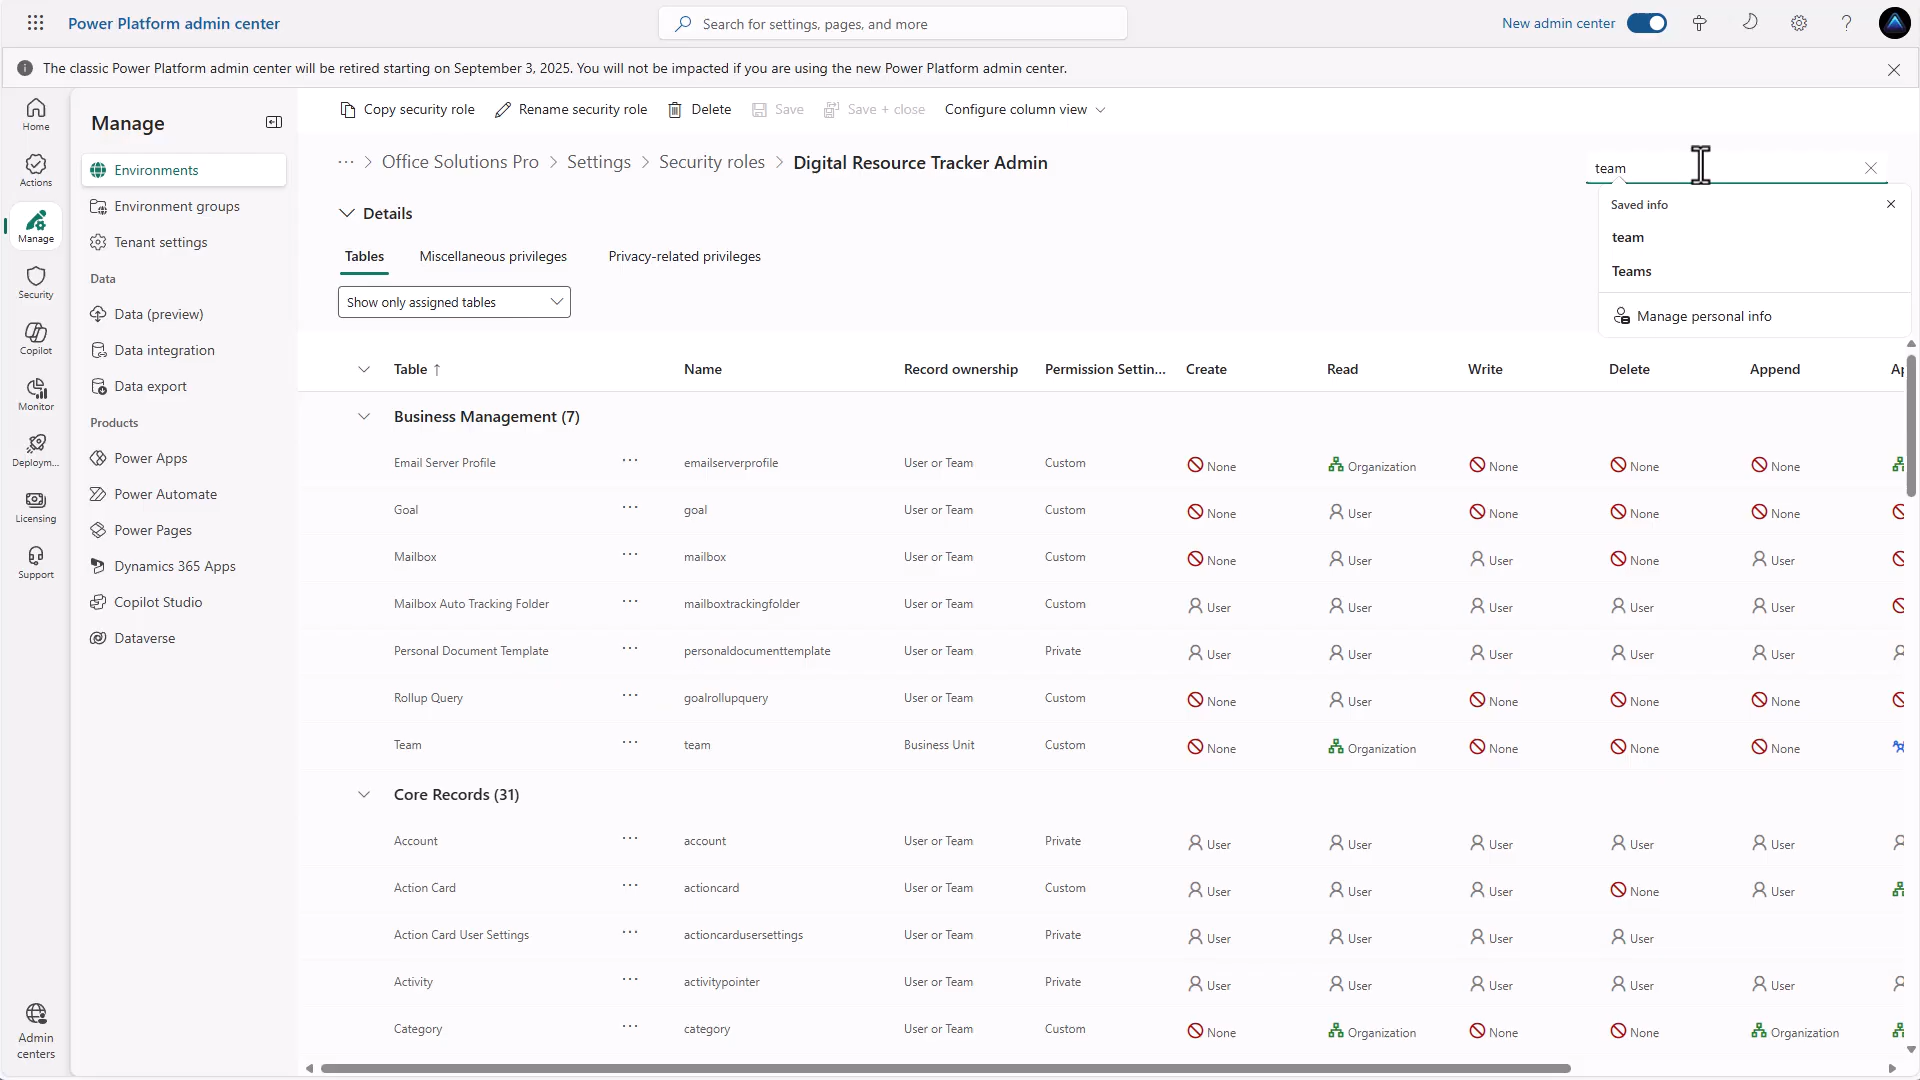 Power Platform admin center
Search for settings, pages, and more
New admin center
The classic Power Platform admin center will be retired starting on September 3, 2025. You will not be impacted if you are using the new Power Platform admin center.
Home
Actions
Manage
Security
Copilot
Monitor
Deploym...
Licensing
Support
Admin
centers
Manage
Environments
Environment groups
Tenant settings
Data
Data (preview)
Data integration
Data export
Products
Power Apps
Power Automate
Power Pages
Dynamics 365 Apps
Copilot Studio
Dataverse
Copy security role Rename security role Delete Save Save + close Configure column view
··· > Office Solutions Pro > Settings > Security roles > Digital Resource Tracker Admin
team
Saved info
team
Teams
Manage personal info
Details
Tables Miscellaneous privileges Privacy-related privileges
Show only assigned tables
Table ↑ Name Record ownership Permission Settin... Create Read Write Delete Append Ap
Business Management (7)
Email Server Profile ··· emailserverprofile User or Team Custom None Organization None None None
Goal ··· goal User or Team Custom None User None None None
Mailbox ··· mailbox User or Team Custom None User User None User
Mailbox Auto Tracking Folder ··· mailboxtrackingfolder User or Team Custom User User User User User
Personal Document Template ··· personaldocumenttemplate User or Team Private User User User User User
Rollup Query ··· goalrollupquery User or Team Custom None User None None None
Team ··· team Business Unit Custom None Organization None None None
Core Records (31)
Account ··· account User or Team Private User User User User User
Action Card ··· actioncard User or Team Custom User User User None User
Action Card User Settings ··· actioncardusersettings User or Team Private User User User User
Activity ··· activitypointer User or Team Private User User User User User
Category ··· category User or Team Custom None Organization None None Organization